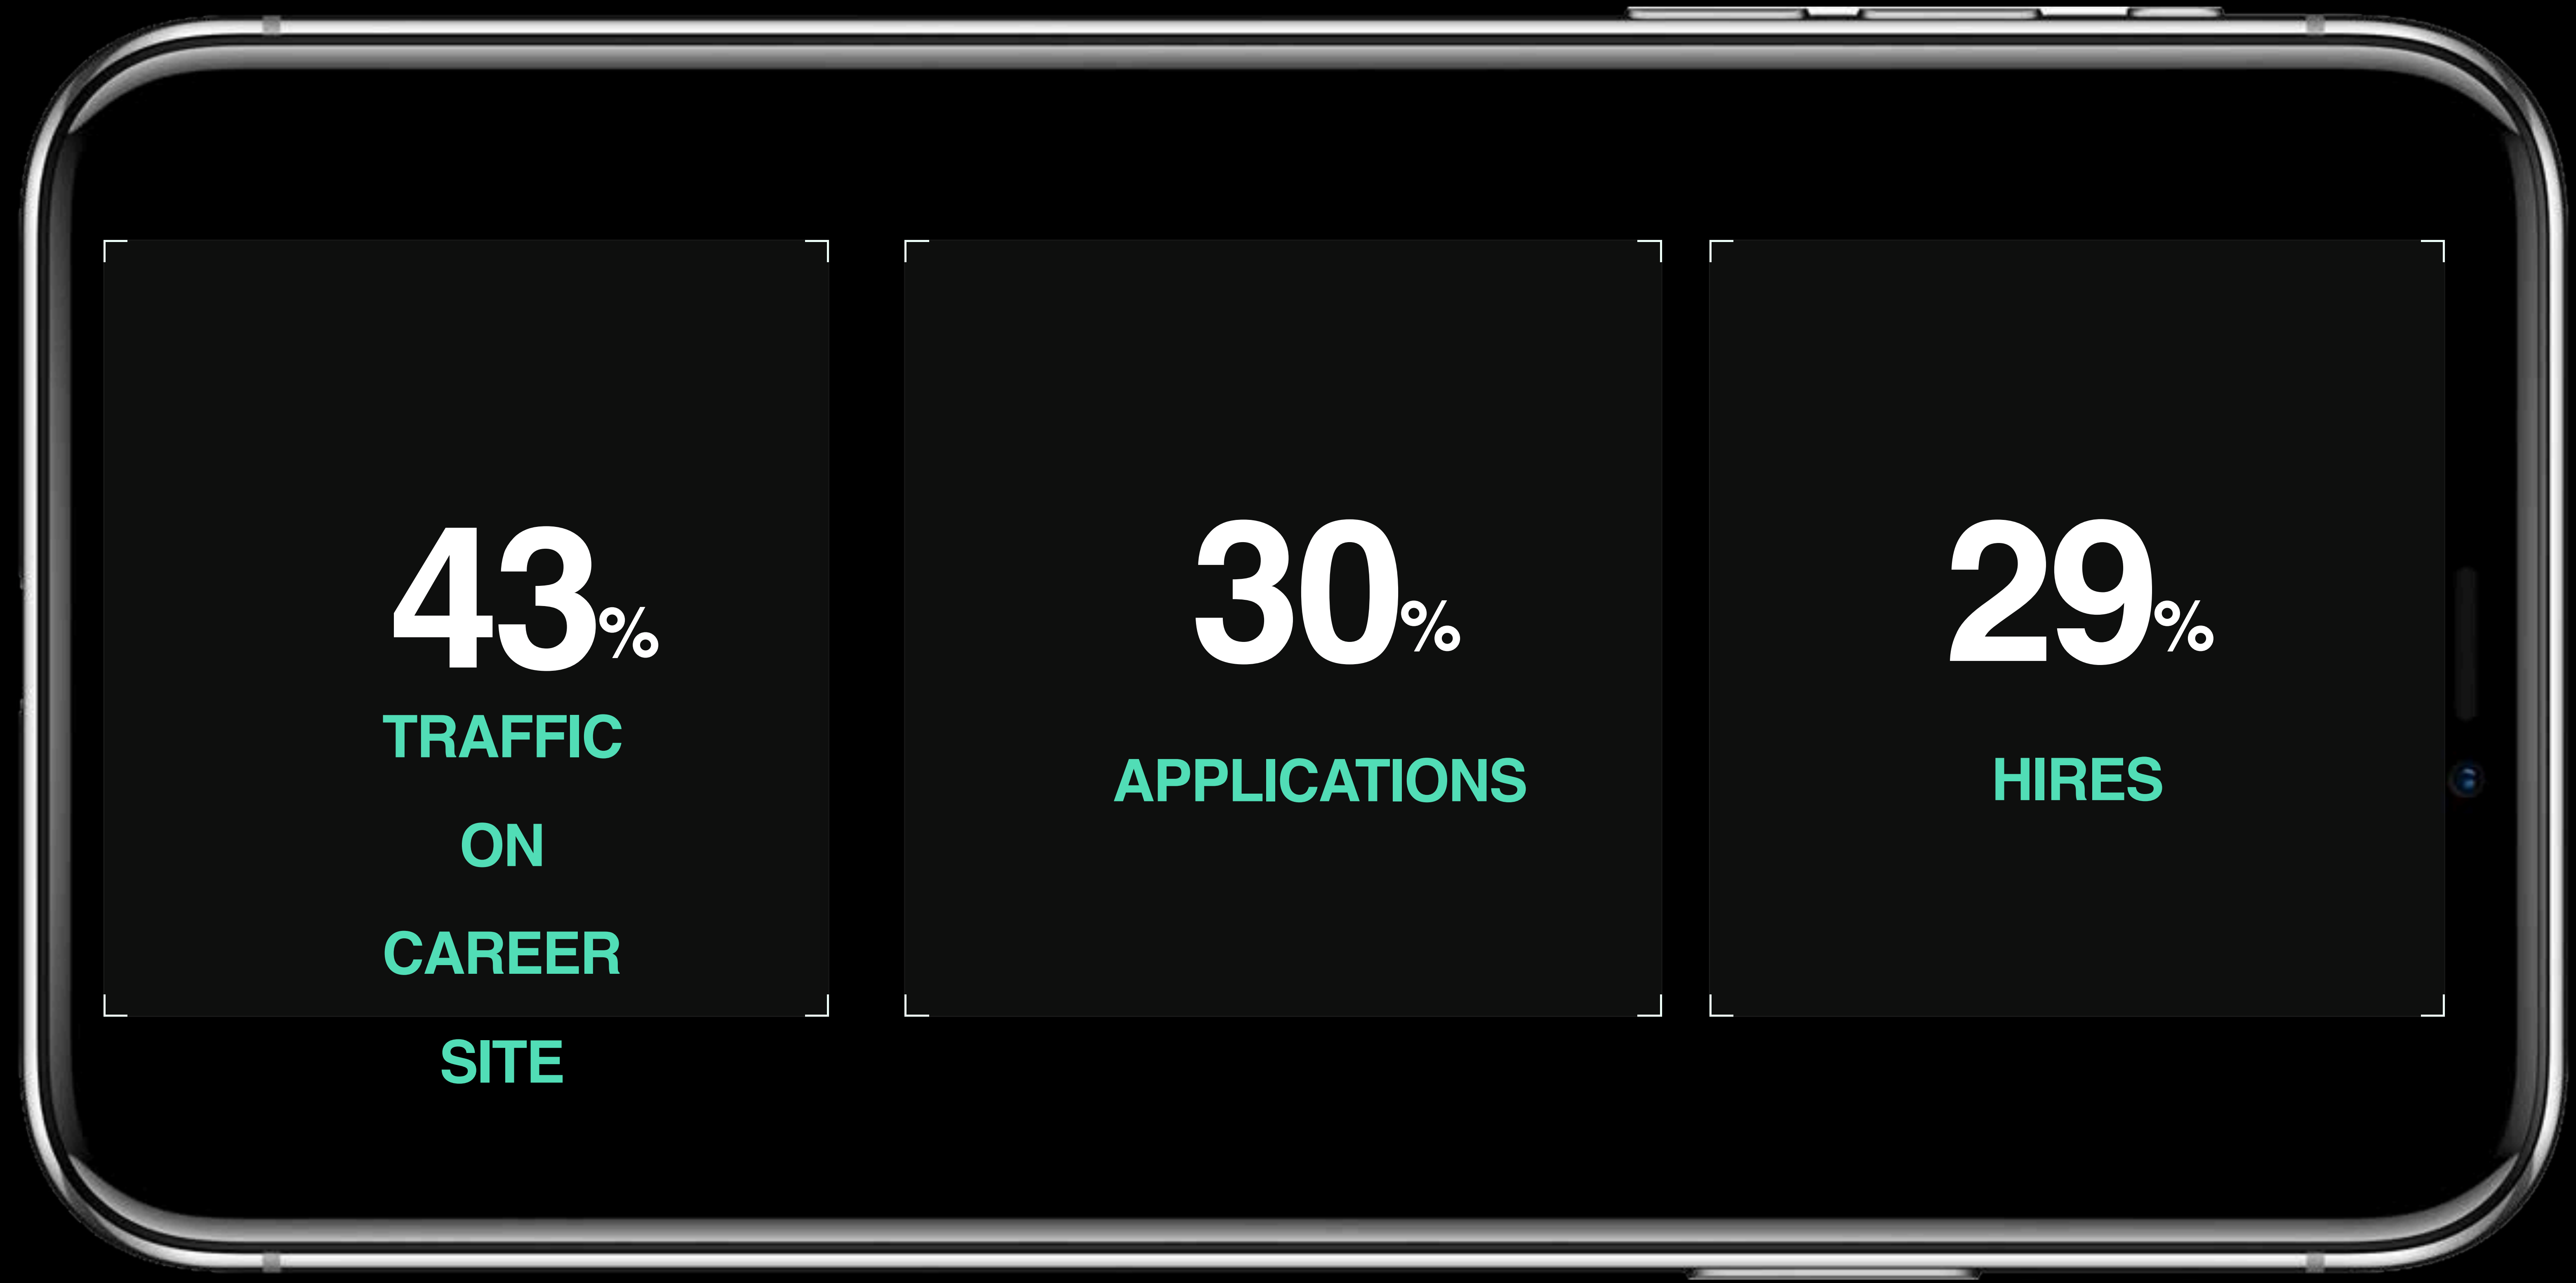 43%
TRAFFIC
ON
CAREER
SITE
30%
APPLICATIONS
29%
HIRES